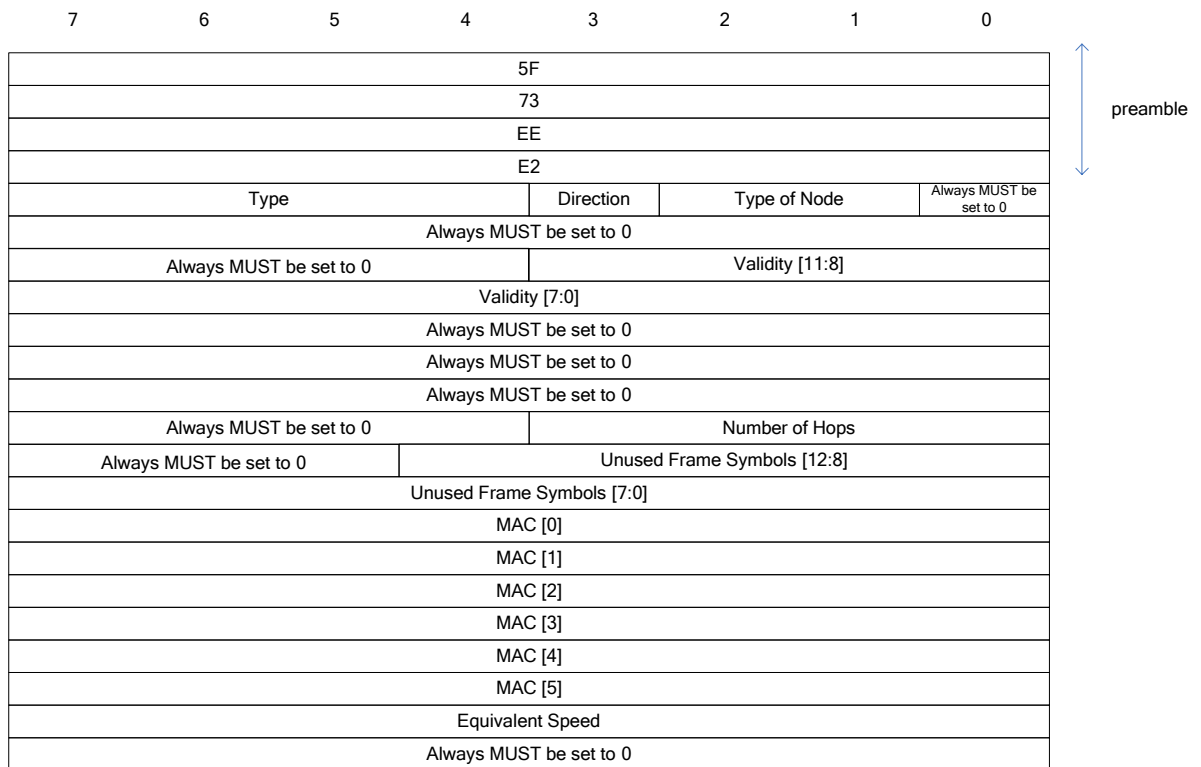 7 6 5 4 3 2 1 0
5F
73
preamble
EE
E2
Type Direction Type of Node Always MUST be
set to 0
Always MUST be set to 0
Always MUST be set to 0 Validity [11:8]
Validity [7:0]
Always MUST be set to 0
Always MUST be set to 0
Always MUST be set to 0
Always MUST be set to 0 Number of Hops
Always MUST be set to 0 Unused Frame Symbols [12:8]
Unused Frame Symbols [7:0]
MAC [0]
MAC [1]
MAC [2]
MAC [3]
MAC [4]
MAC [5]
Equivalent Speed
Always MUST be set to 0